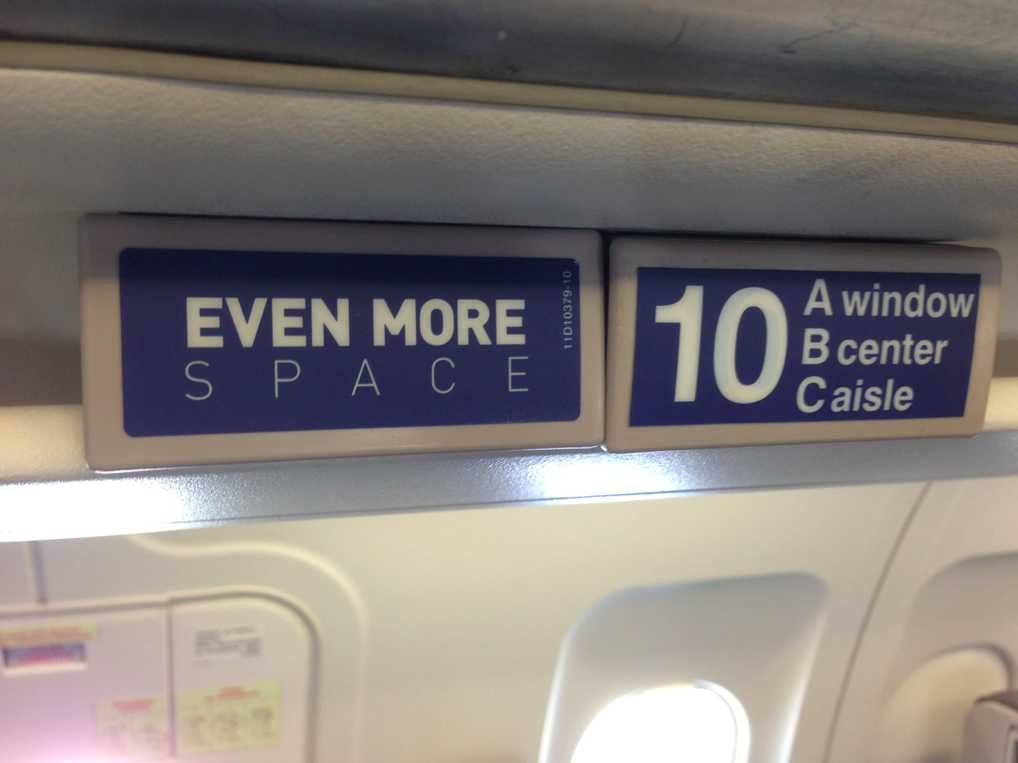 EVEN MORE
SPACE
11D10379-10
10
A window
B center
C aisle